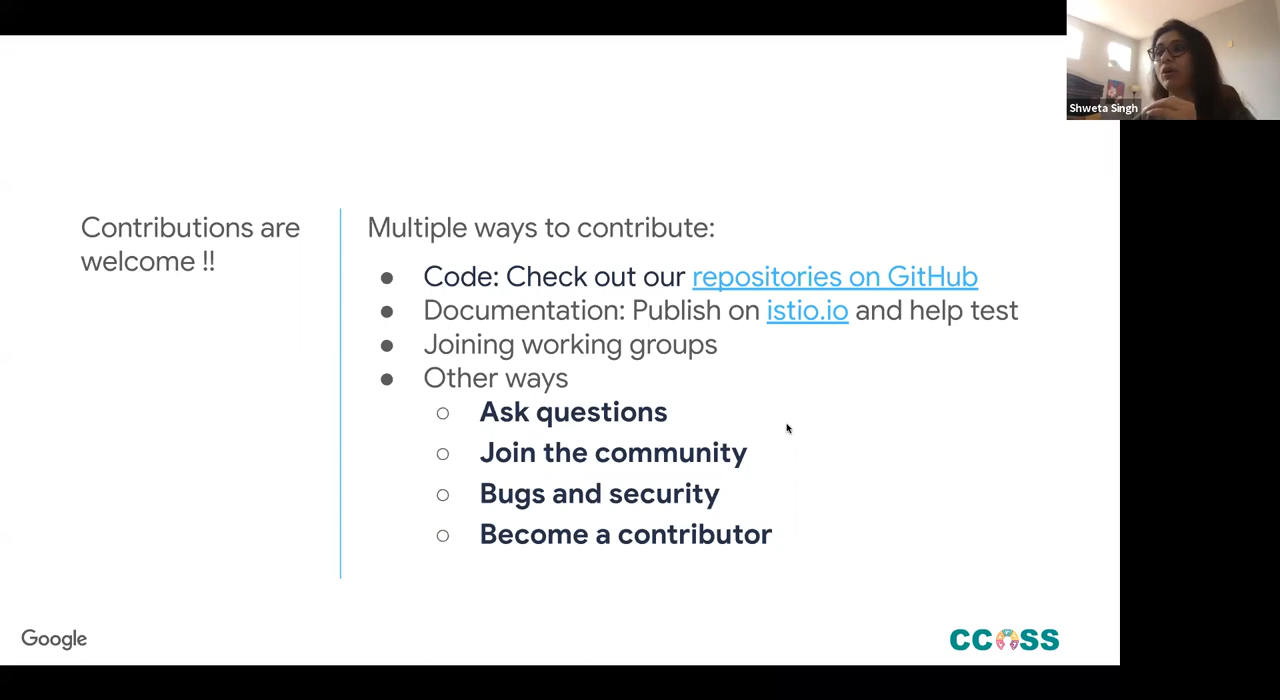 Shweta Singh
Contributions are
welcome !!
Multiple ways to contribute:
● Code: Check out our repositories on GitHub
● Documentation: Publish on istio.io and help test
● Joining working groups
● Other ways
○ Ask questions
○ Join the community
○ Bugs and security
○ Become a contributor
Google
CCOSS